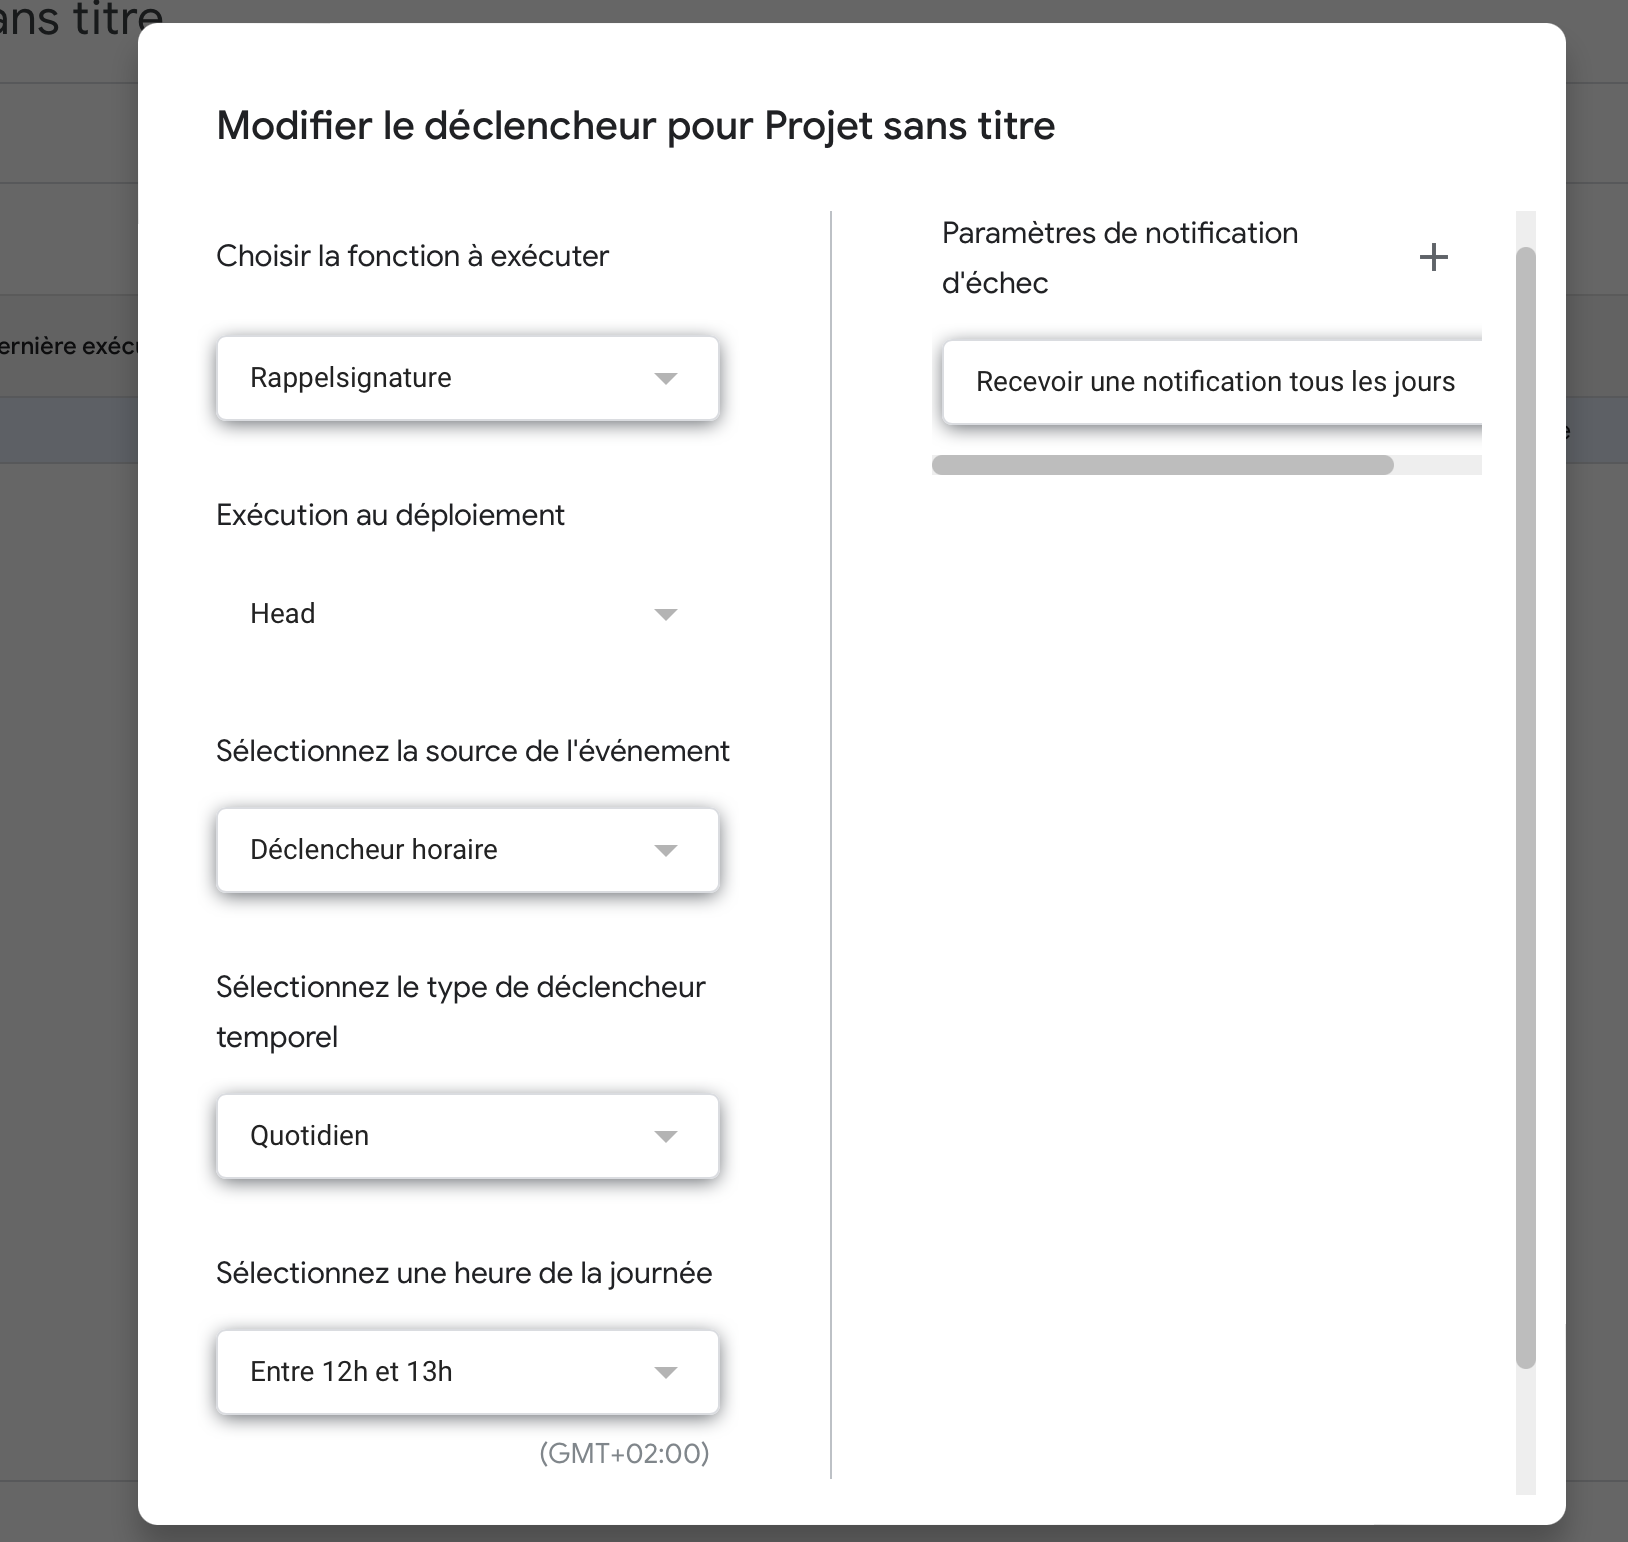 ans titre
Modifier le déclencheur pour Projet sans titre
Choisir la fonction à exécuter
Rappelsignature
Exécution au déploiement
Head
Sélectionnez la source de l'événement
Déclencheur horaire
Sélectionnez le type de déclencheur
temporel
Quotidien
Sélectionnez une heure de la journée
Entre 12h et 13h
(GMT+02:00)
Paramètres de notification
d'échec
Recevoir une notification tous les jours
ernière exécu